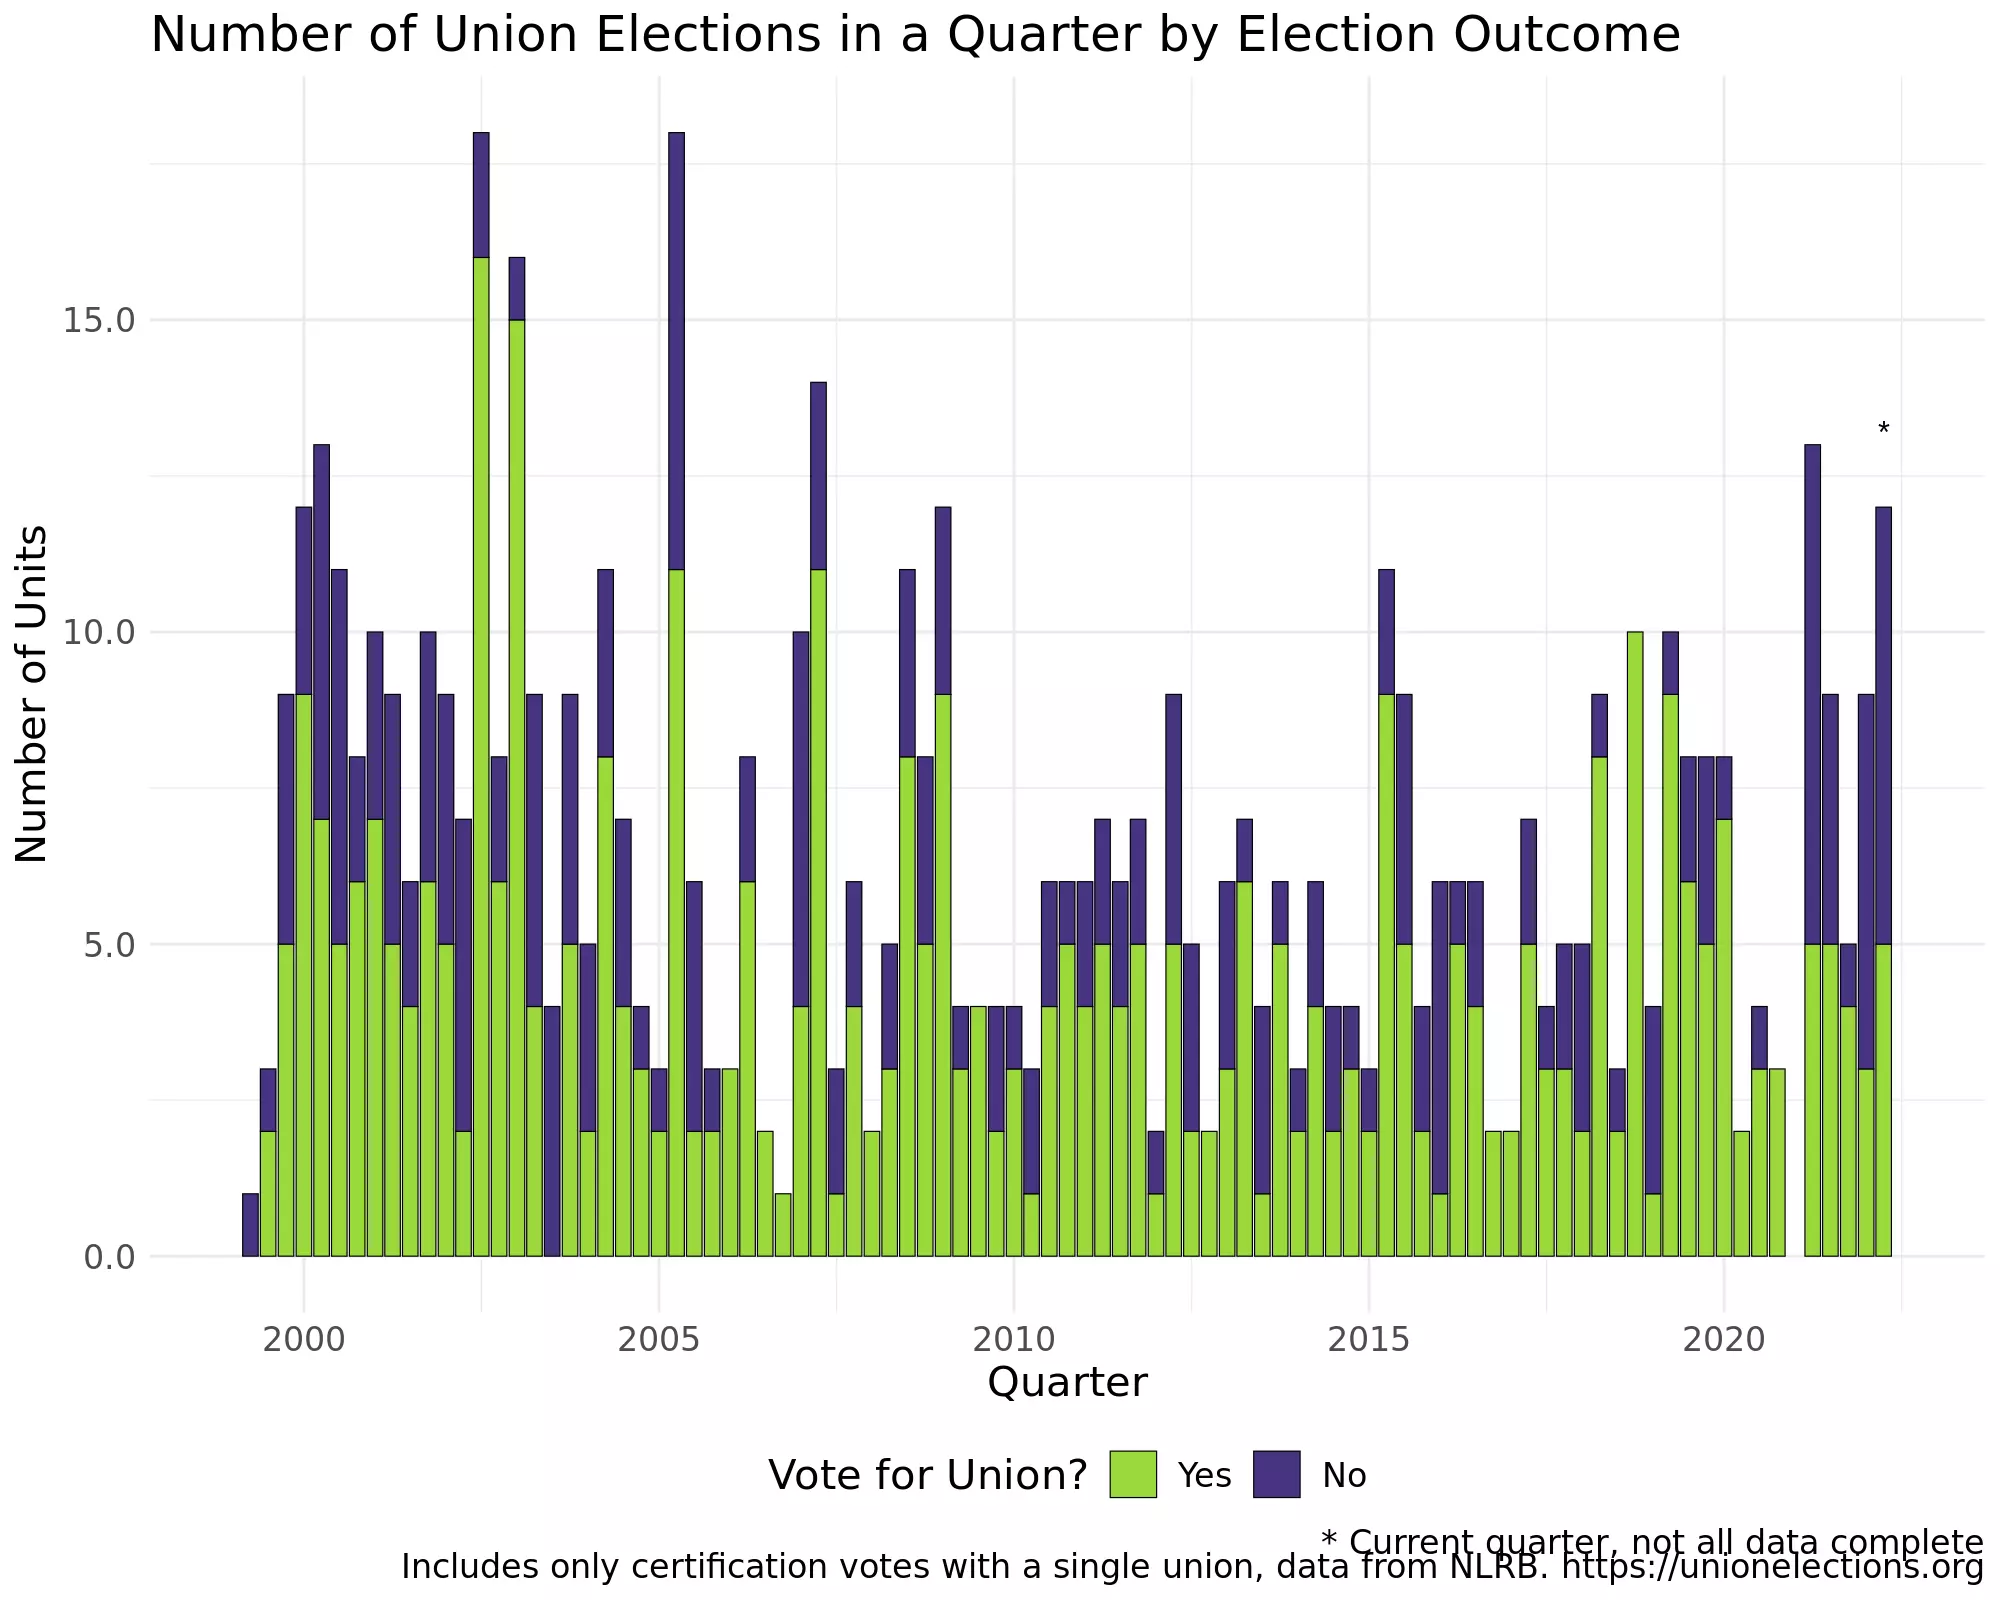 Number of Union Elections in a Quarter by Election Outcome
Number of Units
15.0
10.0
5.0
0.0
*
2000 2005 2010 2015 2020
Quarter
Vote for Union? Yes No
* Current quarter, not all data complete
Includes only certification votes with a single union, data from NLRB. https://unionelections.org